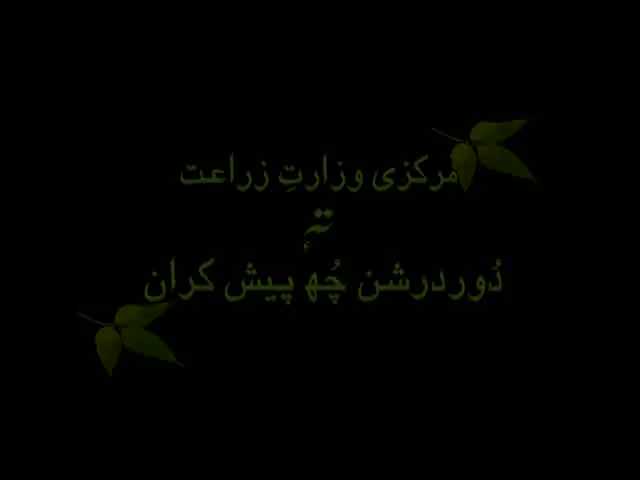 مرکزی وزارتِ زراعت
تہٕ
دُوردرشن چُھ پیش کران